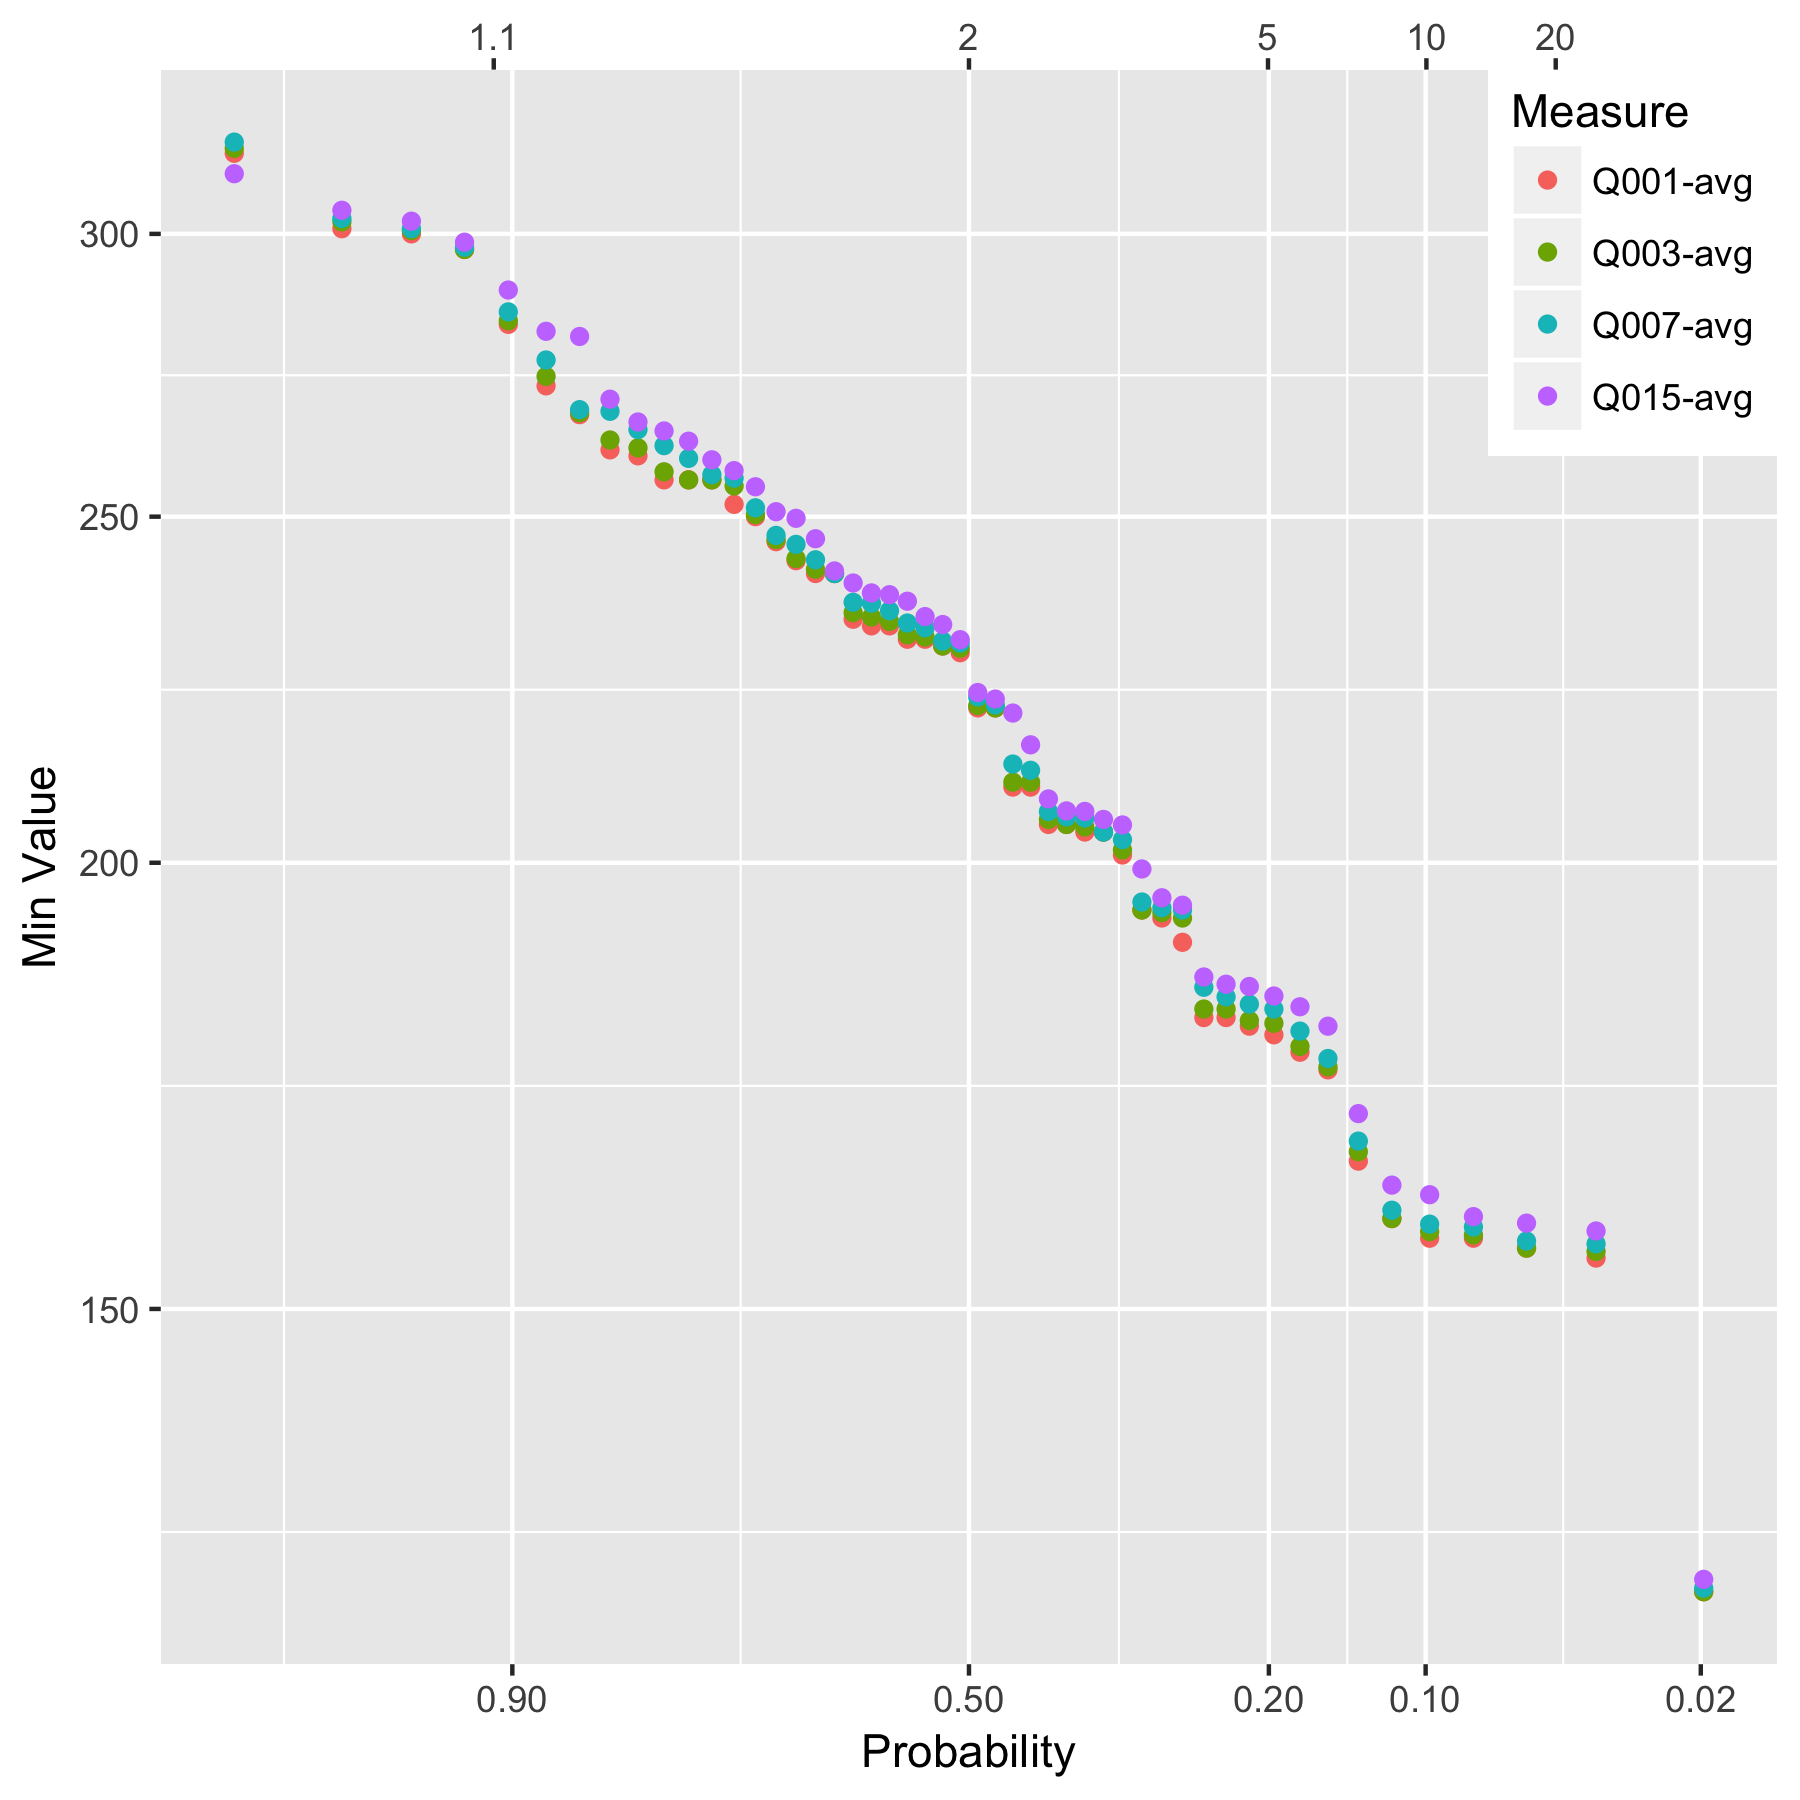 1.1 2 5 10 20
Measure
Q001-avg
Q003-avg
Q007-avg
Q015-avg
300
250
200
150
Min Value
0.90 0.50 0.20 0.10 0.02
Probability